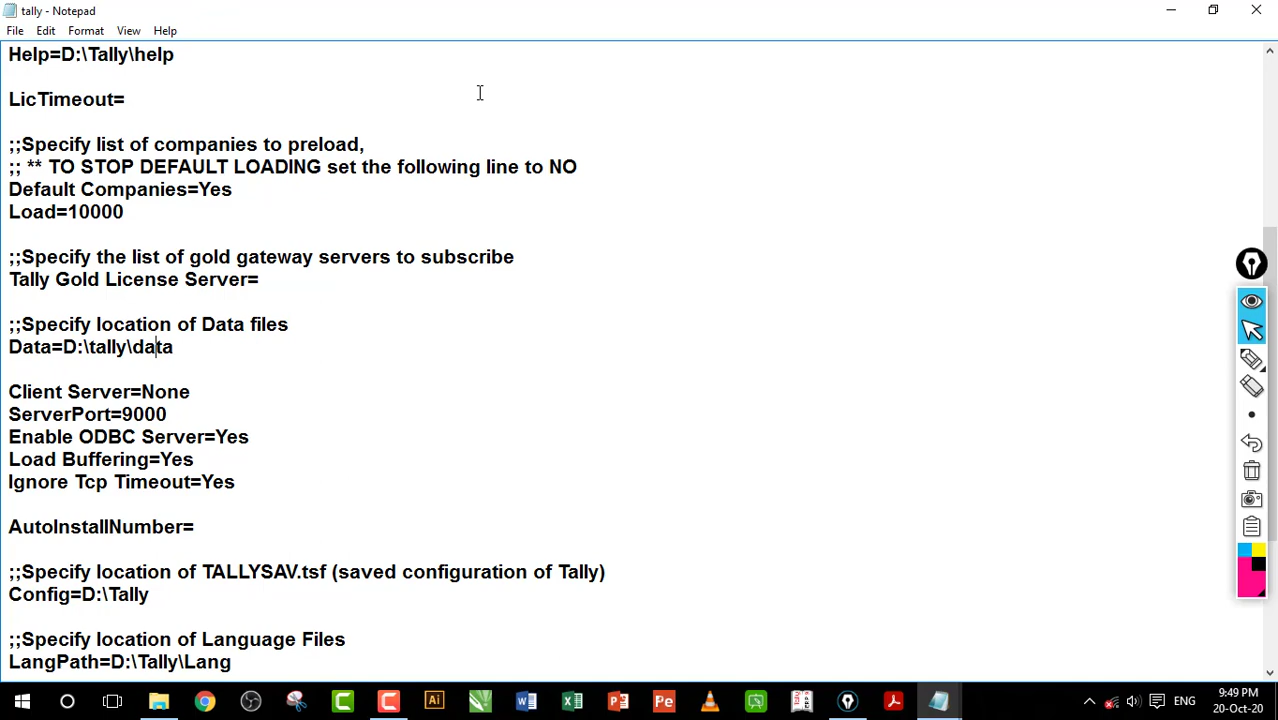 tally - Notepad
File Edit Format View Help
Help=D:\Tally\help
LicTimeout=
;;Specify list of companies to preload,
;; ** TO STOP DEFAULT LOADING set the following line to NO
Default Companies=Yes
Load=10000
;;Specify the list of gold gateway servers to subscribe
Tally Gold License Server=
;;Specify location of Data files
Data=D:\tally\data
Client Server=None
ServerPort=9000
Enable ODBC Server=Yes
Load Buffering=Yes
Ignore Tcp Timeout=Yes
AutoInstallNumber=
;;Specify location of TALLYSAV.tsf (saved configuration of Tally)
Config=D:\Tally
;;Specify location of Language Files
LangPath=D:\Tally\Lang
Ai
Pe
ENG
9:49 PM
20-Oct-20